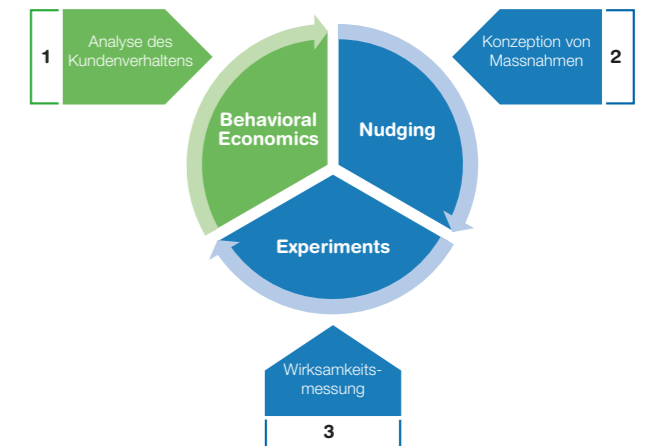 1
Analyse des
Kundenverhaltens
Konzeption von
Massnahmen
2
Behavioral
Economics
Nudging
Experiments
Wirksamkeits-
messung
3